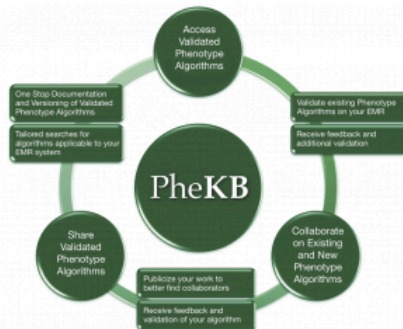 Access
Validated
Phenotype
Algorithms
One Stop Documentation
and Versioning of Validated
Phenotype Algorithms
Tailored searches for
algorithms applicable to your
EMR system
Validate existing Phenotype
Algorithms on your EMR
Receive feedback and
additional validation
PheKB
Share
Validated
Phenotype
Algorithms
Collaborate
on Existing
and New
Phenotype
Algorithms
Publicize your work to
better find collaborators
Receive feedback and
validation of your algorithm